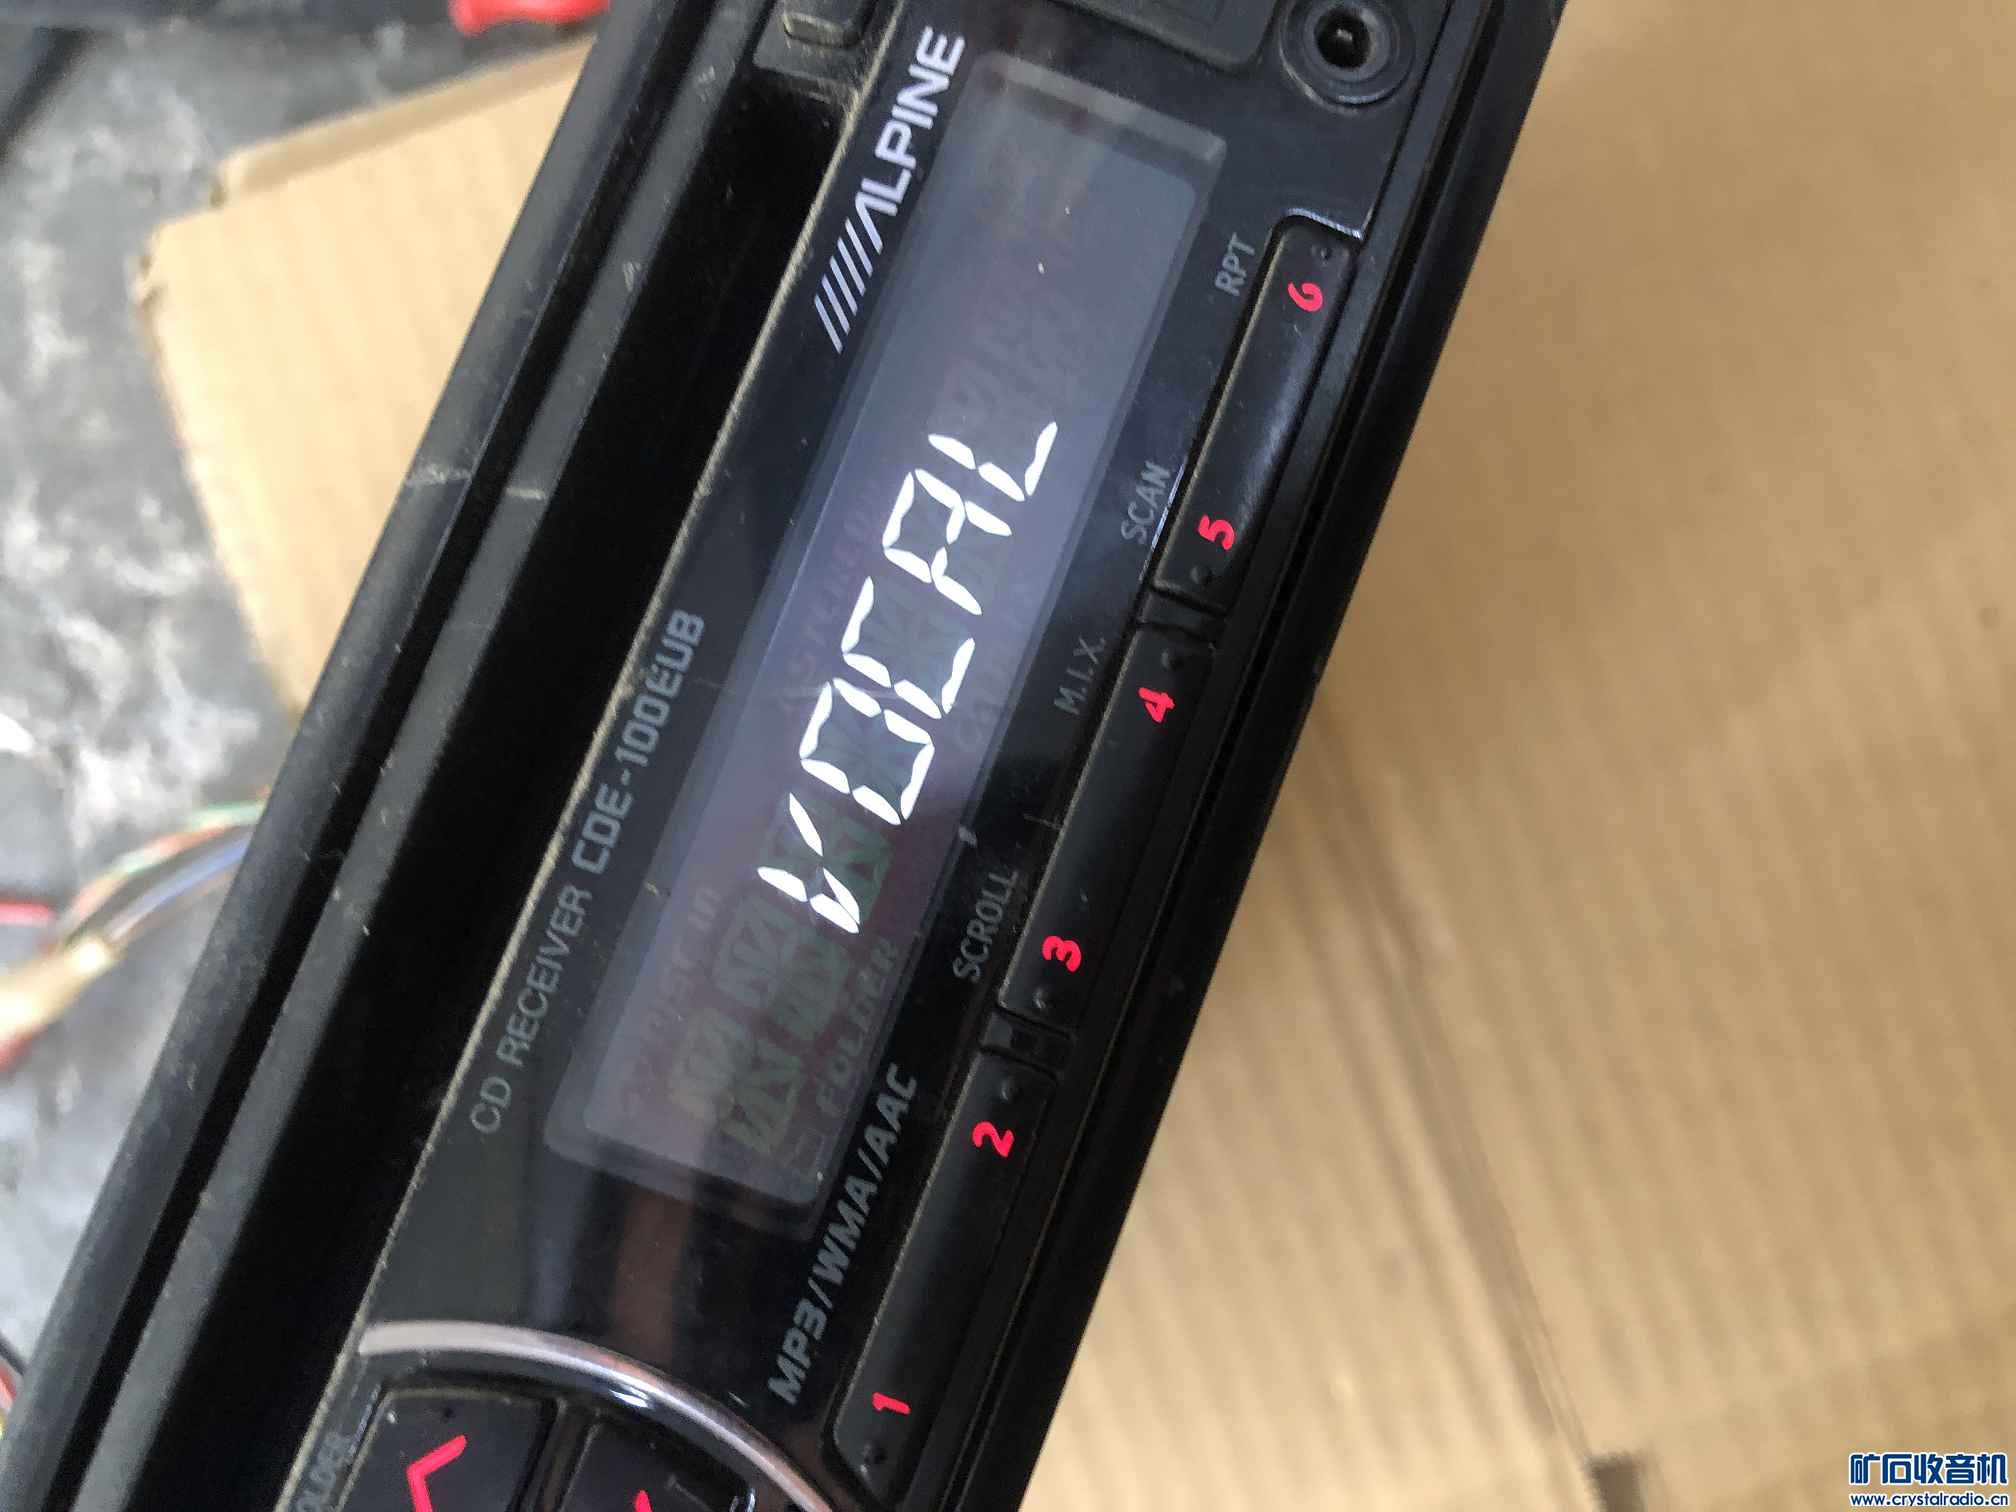 ALPINE
CD RECEIVER CDE-100EUB
VOCAL
FOLDER
MP3/WMA/AAC
SCROLL
M.I.X.
SCAN
RPT
1
2
3
4
5
6
矿石收音机
www.crystalradio.cn